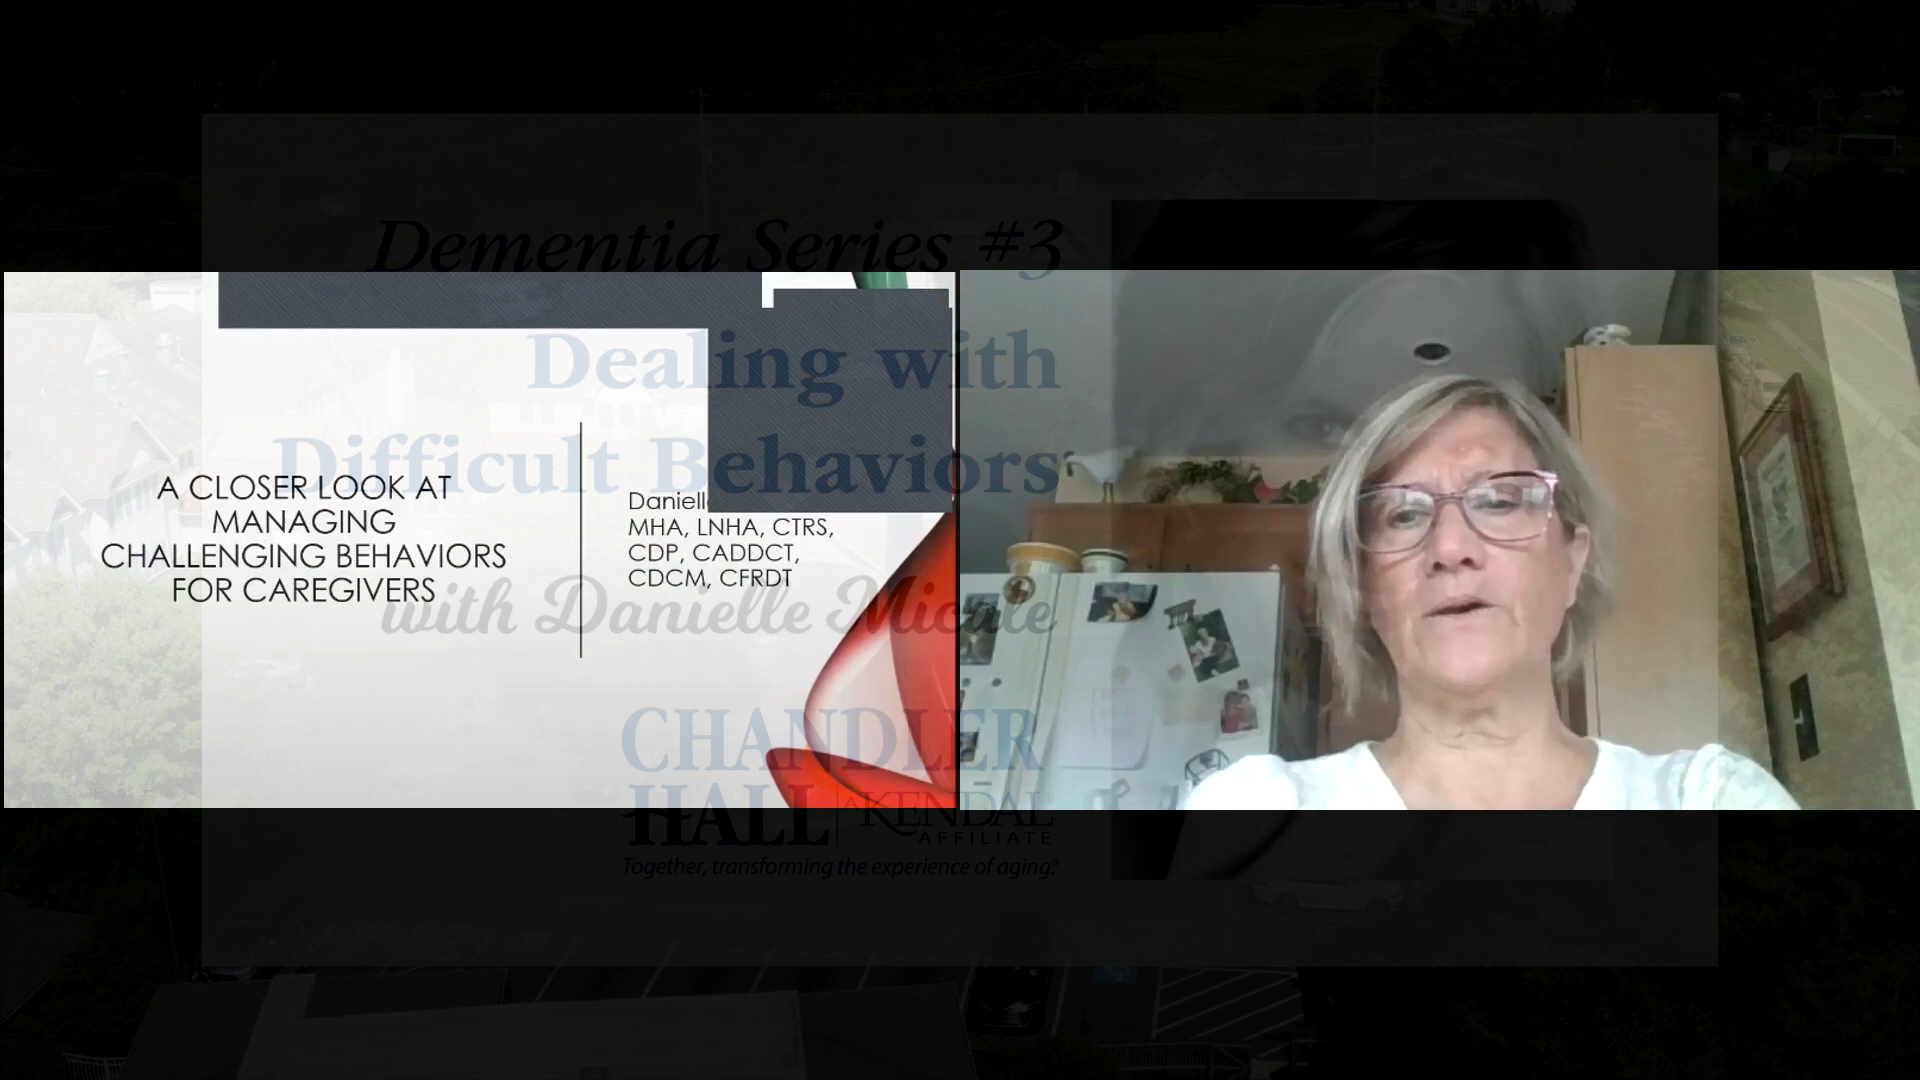 Dementia Series #3
Dealing with
Difficult Behaviors
with Danielle Micale
CHANDLER
HALL
A KENDAL®
AFFILIATE
Together, transforming the experience of aging.®
A CLOSER LOOK AT
MANAGING
CHALLENGING BEHAVIORS
FOR CAREGIVERS
MHA, LNHA, CTRS,
CDP, CADDCT,
CDCM, CFRDT